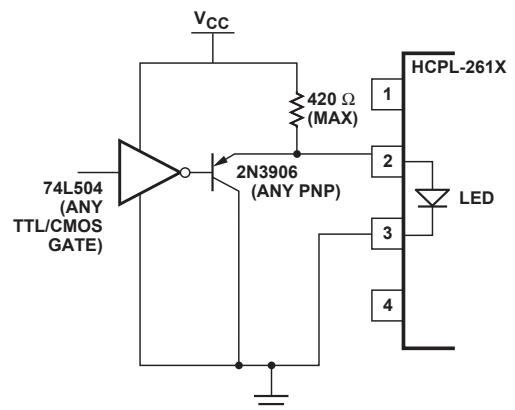 VCC
HCPL-261X
420 Ω
(MAX)
1
2
74L504
(ANY
TTL/CMOS
GATE)
2N3906
(ANY PNP)
LED
3
4